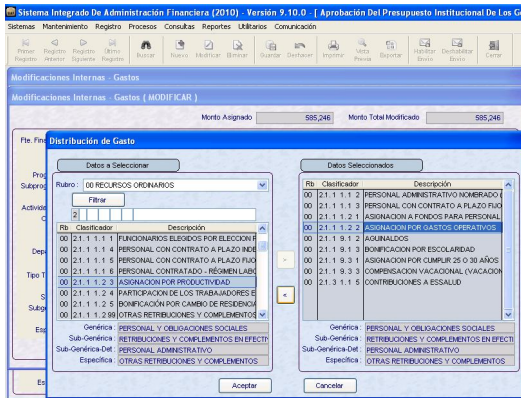 Sistema Integrado De Administración Financiera (2010) - Versión 9.10.0 - [ Aprobación Del Presupuesto Institucional De Los G
Sistemas Mantenimiento Registro Procesos Consultas Reportes Utilitarios Comunicación
Primer Registro
Registro Anterior
Registro Siguiente
Último Registro
Buscar
Nuevo
Modificar
Eliminar
Guardar
Deshacer
Imprimir
Vista Previa
Exportar
Habilitar Envío
Deshabilitar Envío
Cerrar
Modificaciones Internas - Gastos
Modificaciones Internas - Gastos ( MODIFICAR )
Monto Asignado 585,246 Monto Total Modificado 585,246
Fte. Fina
Distribución de Gasto
Prog
Subprog
Activida
Depa
Tipo T
Subg
Esp
Es
Datos a Seleccionar
Rubro : 00 RECURSOS ORDINARIOS
Filtrar
2
Rb Clasificador Descripción
00 2.1. 1 1. 1 1 FUNCIONARIOS ELEGIDOS POR ELECCION P
00 2.1. 1 1. 1 4 PERSONAL CON CONTRATO A PLAZO INDE
00 2.1. 1 1. 1 5 PERSONAL CON CONTRATO A PLAZO FIJO
00 2.1. 1 1. 1 6 PERSONAL CONTRATADO - RÉGIMEN LABO
00 2.1. 1 1. 2 3 ASIGNACION POR PRODUCTIVIDAD
00 2.1. 1 1. 2 4 PARTICIPACION DE LOS TRABAJADORES E
00 2.1. 1 1. 2 5 BONIFICACIÓN POR CAMBIO DE RESIDENCIA
00 2.1. 1 1. 2 99 OTRAS RETRIBUCIONES Y COMPLEMENTOS
Genérica : PERSONAL Y OBLIGACIONES SOCIALES
Sub-Genérica : RETRIBUCIONES Y COMPLEMENTOS EN EFECTIV
Sub-Genérica-Det : PERSONAL ADMINISTRATIVO
Específica : OTRAS RETRIBUCIONES Y COMPLEMENTOS
>
<
Datos Seleccionados
Rb Clasificador Descripción
00 2.1. 1 1. 1 2 PERSONAL ADMINISTRATIVO NOMBRADO (
00 2.1. 1 1. 1 3 PERSONAL CON CONTRATO A PLAZO FIJO
00 2.1. 1 1. 2 1 ASIGNACION A FONDOS PARA PERSONAL
00 2.1. 1 1. 2 2 ASIGNACION POR GASTOS OPERATIVOS
00 2.1. 1 9. 1 2 AGUINALDOS
00 2.1. 1 9. 1 3 BONIFICACION POR ESCOLARIDAD
00 2.1. 1 9. 3 1 ASIGNACION POR CUMPLIR 25 O 30 AÑOS
00 2.1. 1 9. 3 3 COMPENSACION VACACIONAL (VACACION
00 2.1. 3 1. 1 5 CONTRIBUCIONES A ESSALUD
Genérica : PERSONAL Y OBLIGACIONES SOCIALES
Sub-Genérica : RETRIBUCIONES Y COMPLEMENTOS EN EFECTI
Sub-Genérica-Det : PERSONAL ADMINISTRATIVO
Específica : OTRAS RETRIBUCIONES Y COMPLEMENTOS
Aceptar Cancelar